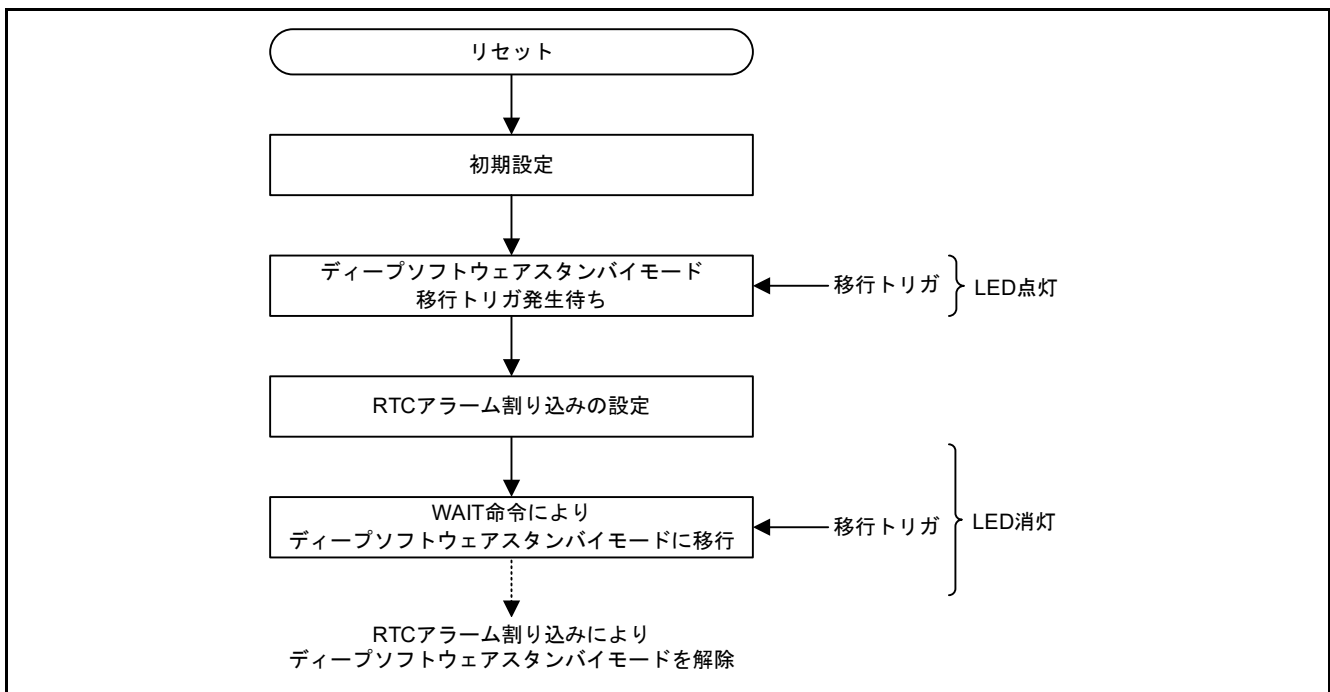 リセット
初期設定
ディープソフトウェアスタンバイモード
移行トリガ発生待ち
移行トリガ
LED点灯
RTCアラーム割り込みの設定
WAIT命令により
ディープソフトウェアスタンバイモードに移行
移行トリガ
LED消灯
RTCアラーム割り込みにより
ディープソフトウェアスタンバイモードを解除